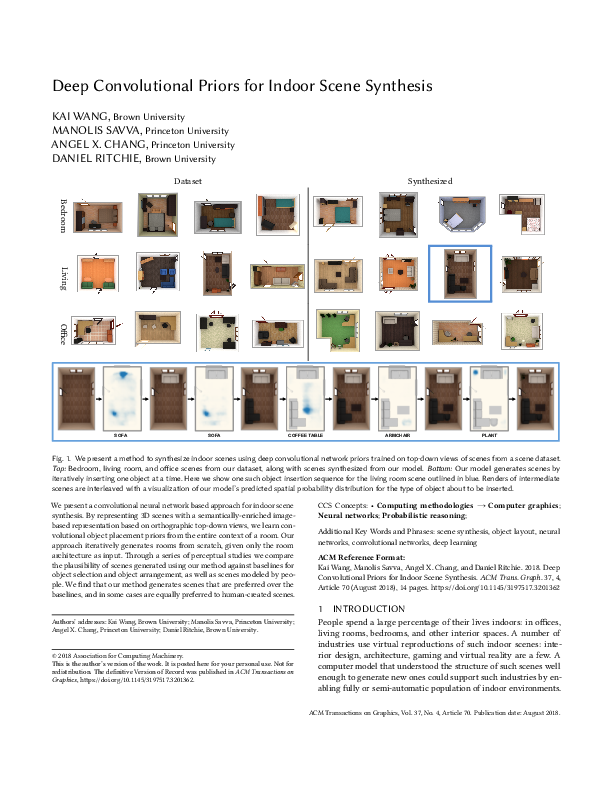 Deep Convolutional Priors for Indoor Scene Synthesis
KAI WANG, Brown University
MANOLIS SAVVA, Princeton University
ANGEL X. CHANG, Princeton University
DANIEL RITCHIE, Brown University
Dataset
Synthesized
Bedroom
Living
Office
SOFA
SOFA
COFFEE TABLE
ARMCHAIR
PLANT
Fig. 1. We present a method to synthesize indoor scenes using deep convolutional network priors trained on top-down views of scenes from a scene dataset.
Top: Bedroom, living room, and office scenes from our dataset, along with scenes synthesized from our model. Bottom: Our model generates scenes by
iteratively inserting one object at a time. Here we show one such object insertion sequence for the living room scene outlined in blue. Renders of intermediate
scenes are interleaved with a visualization of our model's predicted spatial probability distribution for the type of object about to be inserted.
We present a convolutional neural network based approach for indoor scene
synthesis. By representing 3D scenes with a semantically-enriched image-
based representation based on orthographic top-down views, we learn con-
volutional object placement priors from the entire context of a room. Our
approach iteratively generates rooms from scratch, given only the room
architecture as input. Through a series of perceptual studies we compare
the plausibility of scenes generated using our method against baselines for
object selection and object arrangement, as well as scenes modeled by peo-
ple. We find that our method generates scenes that are preferred over the
baselines, and in some cases are equally preferred to human-created scenes.
Authors' addresses: Kai Wang, Brown University; Manolis Savva, Princeton University;
Angel X. Chang, Princeton University; Daniel Ritchie, Brown University.
© 2018 Association for Computing Machinery.
This is the author's version of the work. It is posted here for your personal use. Not for
redistribution. The definitive Version of Record was published in ACM Transactions on
Graphics, https://doi.org/10.1145/3197517.3201362.
CCS Concepts: • Computing methodologies → Computer graphics;
Neural networks; Probabilistic reasoning;
Additional Key Words and Phrases: scene synthesis, object layout, neural
networks, convolutional networks, deep learning
ACM Reference Format:
Kai Wang, Manolis Savva, Angel X. Chang, and Daniel Ritchie. 2018. Deep
Convolutional Priors for Indoor Scene Synthesis. ACM Trans. Graph. 37, 4,
Article 70 (August 2018), 14 pages. https://doi.org/10.1145/3197517.3201362
1 INTRODUCTION
People spend a large percentage of their lives indoors: in offices,
living rooms, bedrooms, and other interior spaces. A number of
industries use virtual reproductions of such indoor scenes: inte-
rior design, architecture, gaming and virtual reality are a few. A
computer model that understood the structure of such scenes well
enough to generate new ones could support such industries by en-
abling fully or semi-automatic population of indoor environments.
ACM Transactions on Graphics, Vol. 37, No. 4, Article 70. Publication date: August 2018.